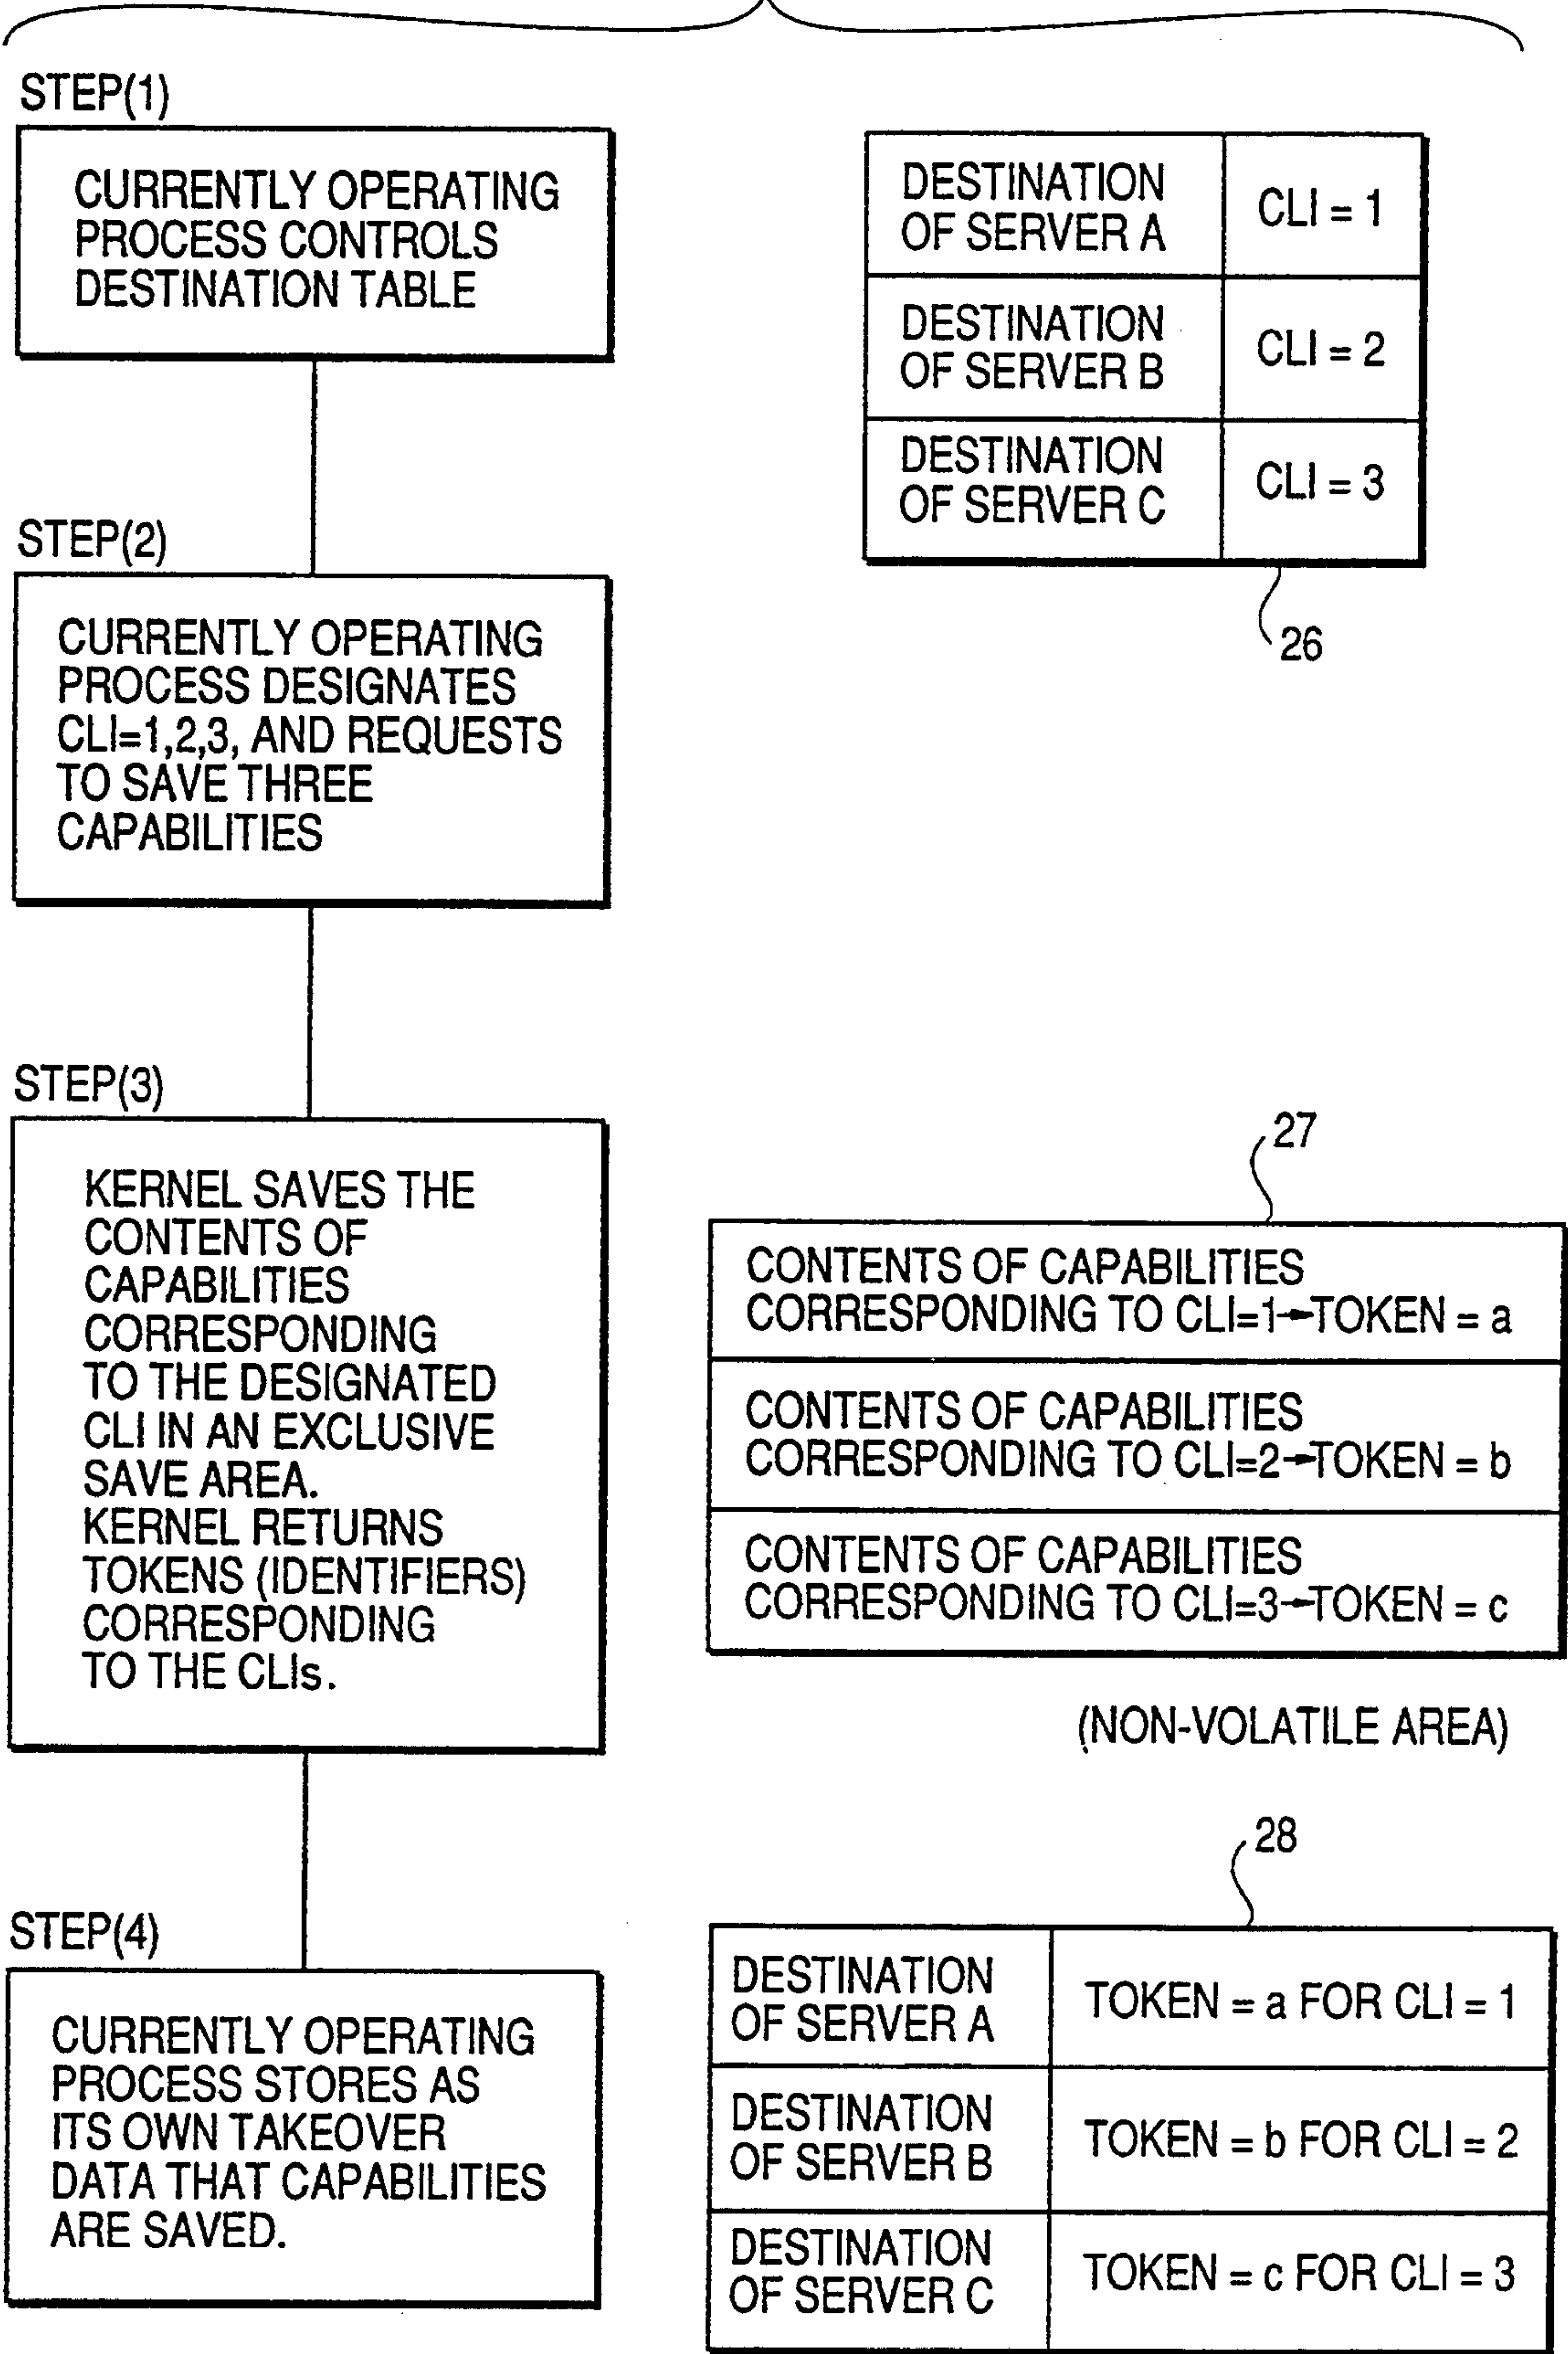 STEP(1)
CURRENTLY OPERATING
PROCESS CONTROLS
DESTINATION TABLE
DESTINATION
OF SERVER A
CLI = 1
DESTINATION
OF SERVER B
CLI = 2
DESTINATION
OF SERVER C
CLI = 3
26
STEP(2)
CURRENTLY OPERATING
PROCESS DESIGNATES
CLI=1,2,3, AND REQUESTS
TO SAVE THREE
CAPABILITIES
STEP(3)
KERNEL SAVES THE
CONTENTS OF
CAPABILITIES
CORRESPONDING
TO THE DESIGNATED
CLI IN AN EXCLUSIVE
SAVE AREA.
KERNEL RETURNS
TOKENS (IDENTIFIERS)
CORRESPONDING
TO THE CLIs.
27
CONTENTS OF CAPABILITIES
CORRESPONDING TO CLI=1→TOKEN = a
CONTENTS OF CAPABILITIES
CORRESPONDING TO CLI=2→TOKEN = b
CONTENTS OF CAPABILITIES
CORRESPONDING TO CLI=3→TOKEN = c
(NON-VOLATILE AREA)
STEP(4)
CURRENTLY OPERATING
PROCESS STORES AS
ITS OWN TAKEOVER
DATA THAT CAPABILITIES
ARE SAVED.
28
DESTINATION
OF SERVER A
TOKEN = a FOR CLI = 1
DESTINATION
OF SERVER B
TOKEN = b FOR CLI = 2
DESTINATION
OF SERVER C
TOKEN = c FOR CLI = 3